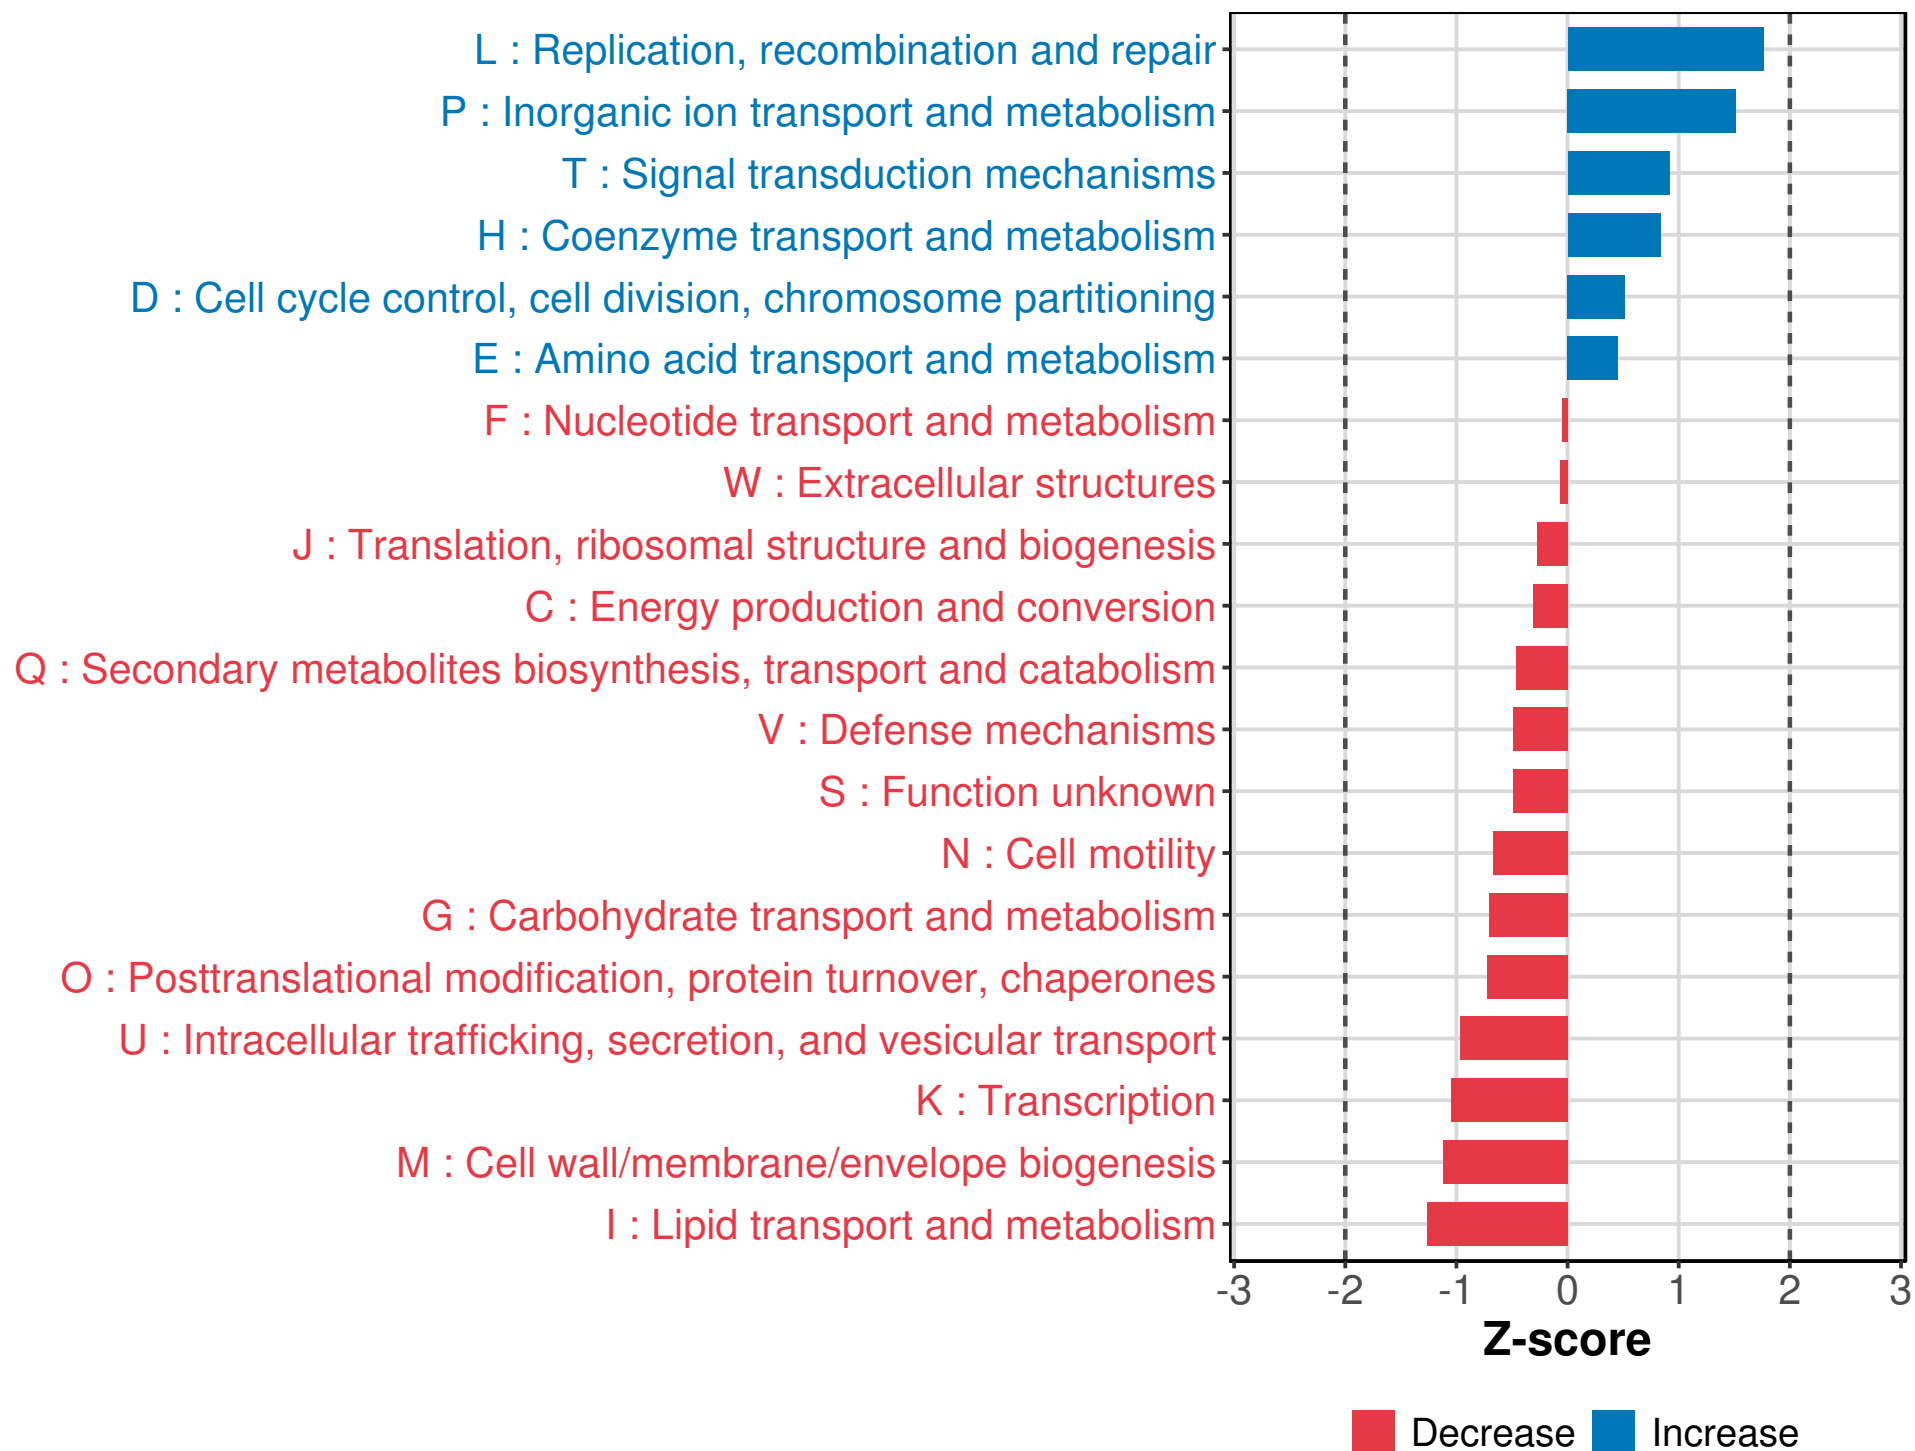 L : Replication, recombination and repair
P : Inorganic ion transport and metabolism
T : Signal transduction mechanisms
H : Coenzyme transport and metabolism
D : Cell cycle control, cell division, chromosome partitioning
E : Amino acid transport and metabolism
F : Nucleotide transport and metabolism
W : Extracellular structures
J : Translation, ribosomal structure and biogenesis
C : Energy production and conversion
Q : Secondary metabolites biosynthesis, transport and catabolism
V : Defense mechanisms
S : Function unknown
N : Cell motility
G : Carbohydrate transport and metabolism
O : Posttranslational modification, protein turnover, chaperones
U : Intracellular trafficking, secretion, and vesicular transport
K : Transcription
M : Cell wall/membrane/envelope biogenesis
I : Lipid transport and metabolism
-3 -2 -1 0 1 2 3
Z-score
Decrease Increase